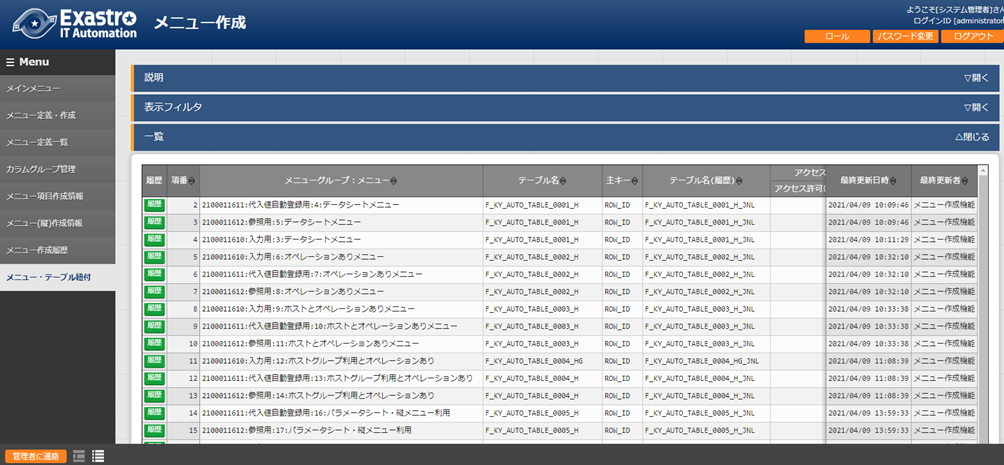 Exastro
IT Automation
メニュー作成
ようこそ[システム管理者]さん
ログインID [administrator
ロール パスワード変更 ログアウト
☰ Menu
メインメニュー
メニュー定義・作成
メニュー定義一覧
カラムグループ管理
メニュー項目作成情報
メニュー(縦)作成情報
メニュー作成履歴
メニュー・テーブル紐付
説明 ▽開く
表示フィルタ ▽開く
一覧 △閉じる
履歴 項番 メニューグループ：メニュー テーブル名 主キー テーブル名(履歴) アクセス 最終更新日時 最終更新者
アクセス許可
履歴 2 2100011611:代入値自動登録用:4:データシートメニュー F_KY_AUTO_TABLE_0001_H ROW_ID F_KY_AUTO_TABLE_0001_H_JNL 2021/04/09 10:09:46 メニュー作成機能
履歴 3 2100011612:参照用:5:データシートメニュー F_KY_AUTO_TABLE_0001_H ROW_ID F_KY_AUTO_TABLE_0001_H_JNL 2021/04/09 10:09:46 メニュー作成機能
履歴 4 2100011610:入力用:3:データシートメニュー F_KY_AUTO_TABLE_0001_H ROW_ID F_KY_AUTO_TABLE_0001_H_JNL 2021/04/09 10:11:29 メニュー作成機能
履歴 5 2100011610:入力用:6:オペレーションありメニュー F_KY_AUTO_TABLE_0002_H ROW_ID F_KY_AUTO_TABLE_0002_H_JNL 2021/04/09 10:32:10 メニュー作成機能
履歴 6 2100011611:代入値自動登録用:7:オペレーションありメニュー F_KY_AUTO_TABLE_0002_H ROW_ID F_KY_AUTO_TABLE_0002_H_JNL 2021/04/09 10:32:10 メニュー作成機能
履歴 7 2100011612:参照用:8:オペレーションありメニュー F_KY_AUTO_TABLE_0002_H ROW_ID F_KY_AUTO_TABLE_0002_H_JNL 2021/04/09 10:32:10 メニュー作成機能
履歴 8 2100011610:入力用:9:ホストとオペレーションありメニュー F_KY_AUTO_TABLE_0003_H ROW_ID F_KY_AUTO_TABLE_0003_H_JNL 2021/04/09 10:33:38 メニュー作成機能
履歴 9 2100011611:代入値自動登録用:10:ホストとオペレーションありメニュー F_KY_AUTO_TABLE_0003_H ROW_ID F_KY_AUTO_TABLE_0003_H_JNL 2021/04/09 10:33:38 メニュー作成機能
履歴 10 2100011612:参照用:11:ホストとオペレーションありメニュー F_KY_AUTO_TABLE_0003_H ROW_ID F_KY_AUTO_TABLE_0003_H_JNL 2021/04/09 10:33:38 メニュー作成機能
履歴 11 2100011610:入力用:12:ホストグループ利用とオペレーションあり F_KY_AUTO_TABLE_0004_HG ROW_ID F_KY_AUTO_TABLE_0004_HG_JNL 2021/04/09 11:08:39 メニュー作成機能
履歴 12 2100011611:代入値自動登録用:13:ホストグループ利用とオペレーションあり F_KY_AUTO_TABLE_0004_H ROW_ID F_KY_AUTO_TABLE_0004_H_JNL 2021/04/09 11:08:39 メニュー作成機能
履歴 13 2100011612:参照用:14:ホストグループ利用とオペレーションあり F_KY_AUTO_TABLE_0004_H ROW_ID F_KY_AUTO_TABLE_0004_H_JNL 2021/04/09 11:08:39 メニュー作成機能
履歴 14 2100011611:代入値自動登録用:16:パラメータシート・縦メニュー利用 F_KY_AUTO_TABLE_0005_H ROW_ID F_KY_AUTO_TABLE_0005_H_JNL 2021/04/09 13:59:33 メニュー作成機能
履歴 15 2100011612:参照用:17:パラメータシート・縦メニュー利用 F_KY_AUTO_TABLE_0005_H ROW_ID F_KY_AUTO_TABLE_0005_H_JNL 2021/04/09 13:59:33 メニュー作成機能
管理者に連絡